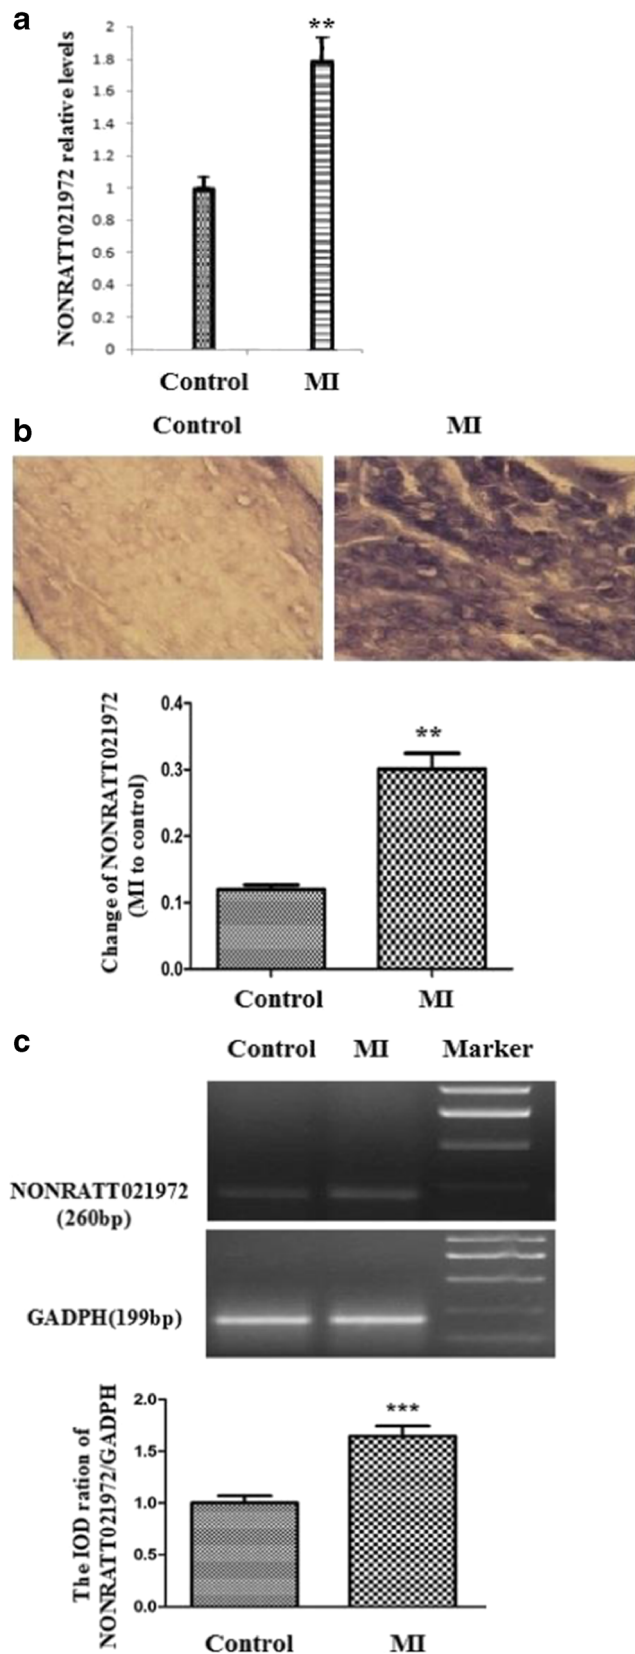 a
NONRATT021972 relative levels
2
1.8
1.6
1.4
1.2
1
0.8
0.6
0.4
0.2
0
**
Control MI
b
Control MI
Change of NONRATT021972
(MI to control)
0.4
0.3
0.2
0.1
0.0
**
Control MI
c
Control MI Marker
NONRATT021972
(260bp)
GADPH(199bp)
The IOD ration of
NONRATT021972/GADPH
2.0
1.5
1.0
0.5
0.0
***
Control MI